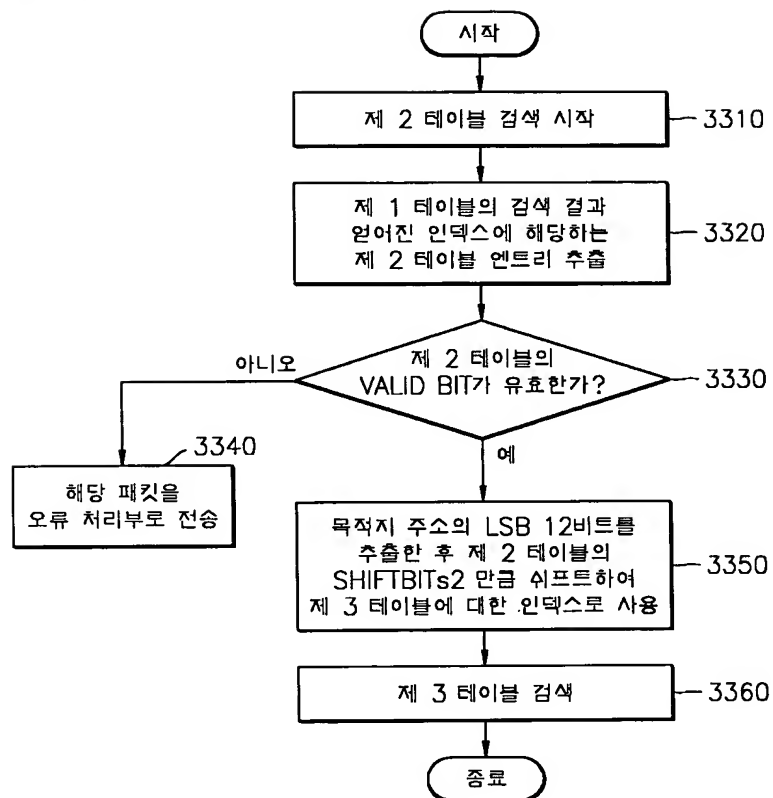 시작
제 2 테이블 검색 시작
3310
제 1 테이블의 검색 결과
얻어진 인덱스에 해당하는
제 2 테이블 엔트리 추출
3320
제 2 테이블의
VALID BIT가 유효한가?
3330
아니오
예
3340
해당 패킷을
오류 처리부로 전송
목적지 주소의 LSB 12비트를
추출한 후 제 2 테이블의
SHIFTBITs2 만큼 쉬프트하여
제 3 테이블에 대한 인덱스로 사용
3350
제 3 테이블 검색
3360
종료